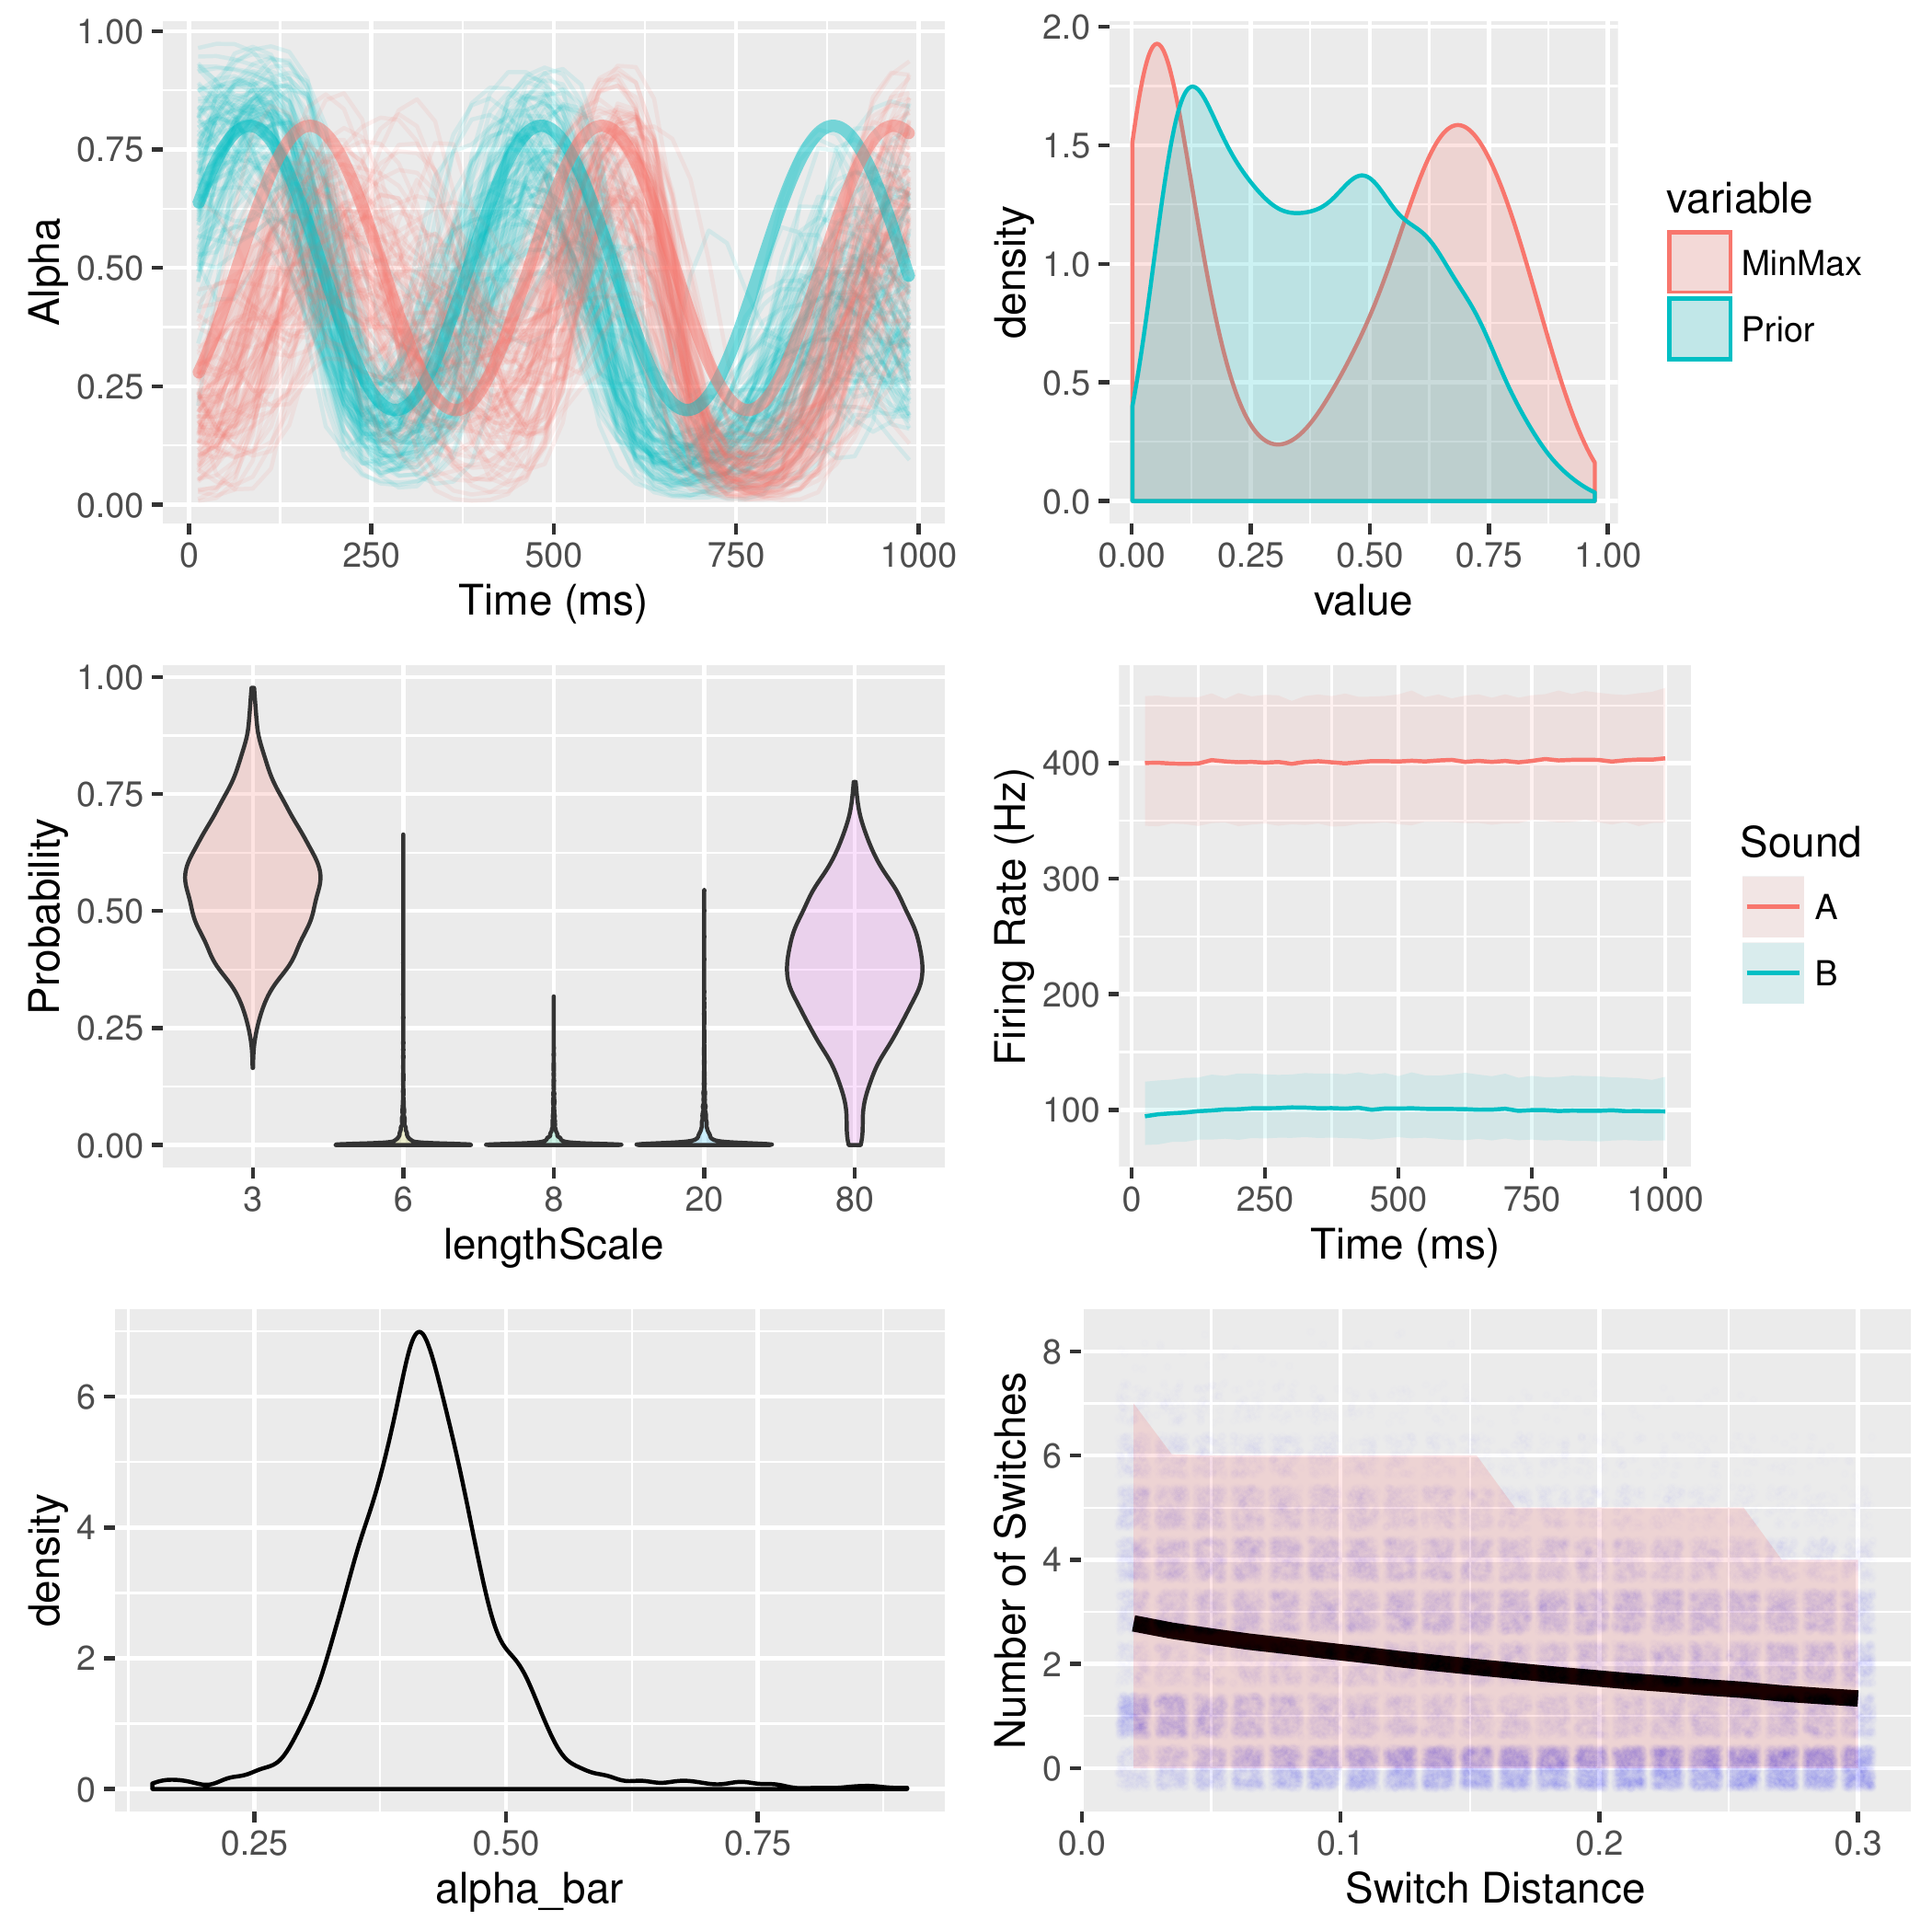 1.00
0.75
0.50
0.25
0.00
Alpha
0 250 500 750 1000
Time (ms)
2.0
1.5
1.0
0.5
0.0
density
0.00 0.25 0.50 0.75 1.00
value
variable
MinMax
Prior
1.00
0.75
0.50
0.25
0.00
Probability
3 6 8 20 80
lengthScale
400
300
200
100
Firing Rate (Hz)
0 250 500 750 1000
Time (ms)
Sound
A
B
6
4
2
0
density
0.25 0.50 0.75
alpha_bar
8
6
4
2
0
Number of Switches
0.0 0.1 0.2 0.3
Switch Distance